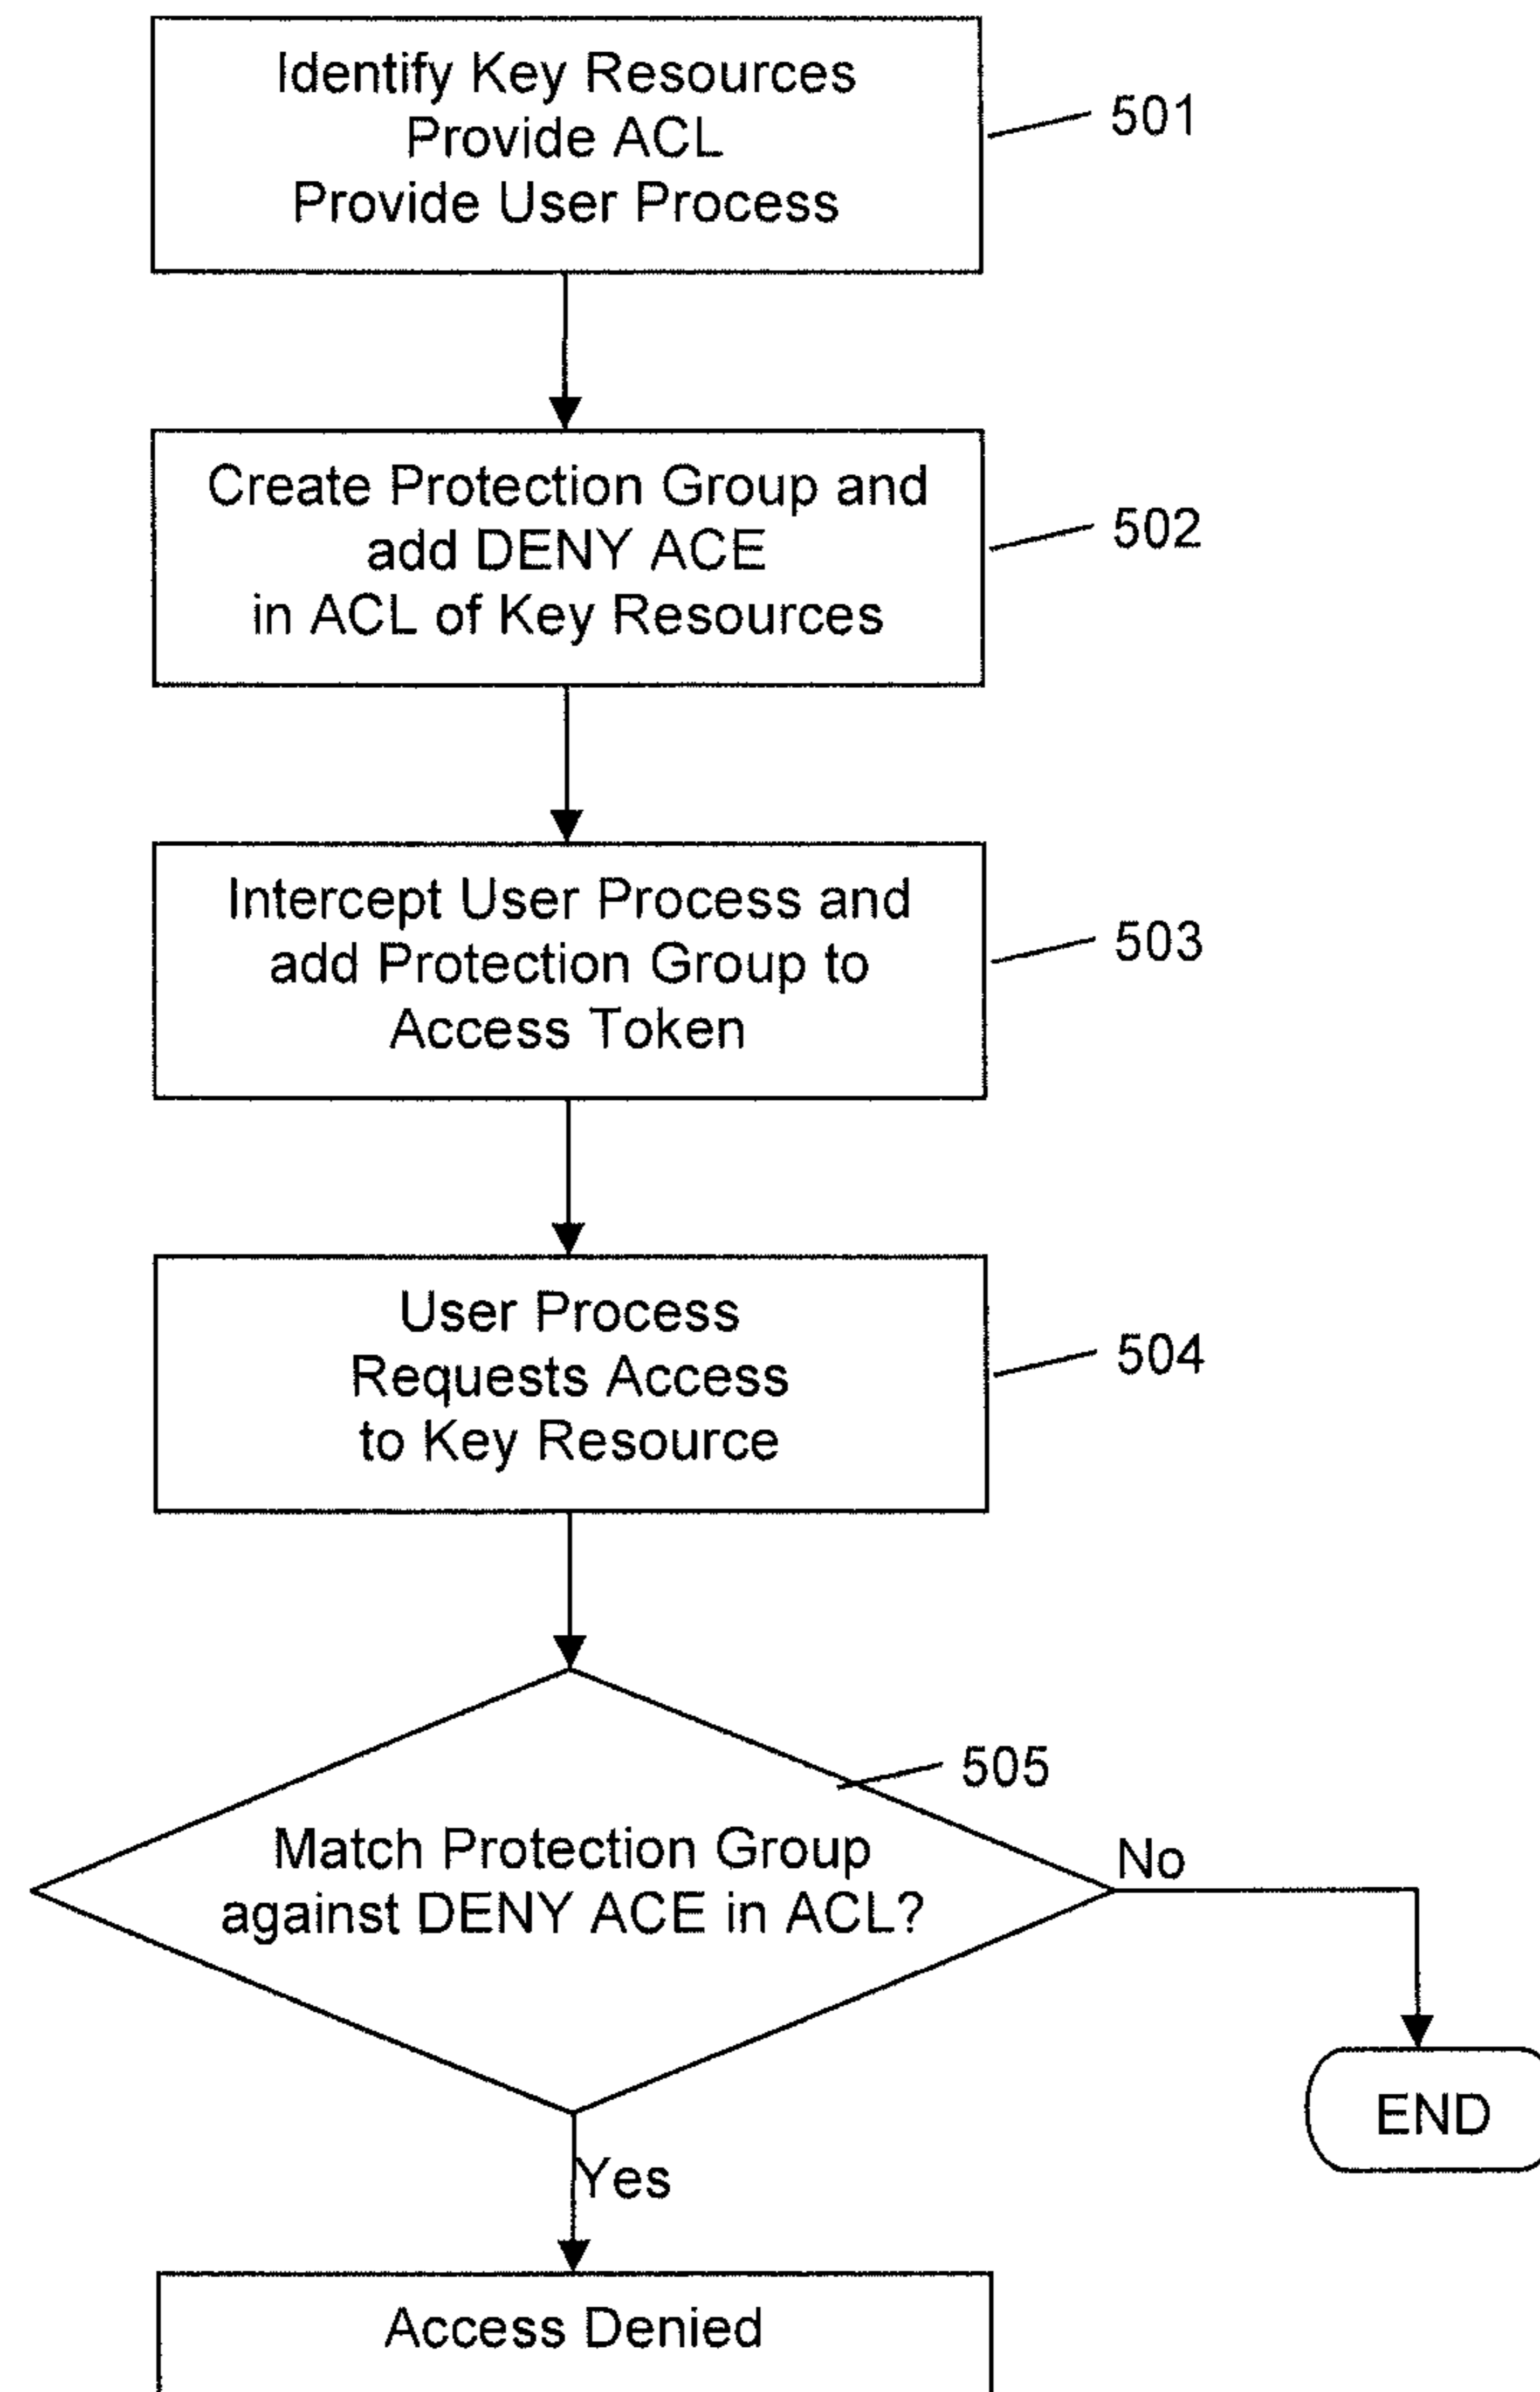 Identify Key Resources
Provide ACL
Provide User Process
501
Create Protection Group and
add DENY ACE
in ACL of Key Resources
502
Intercept User Process and
add Protection Group to
Access Token
503
User Process
Requests Access
to Key Resource
504
505
Match Protection Group
against DENY ACE in ACL?
No
END
Yes
Access Denied